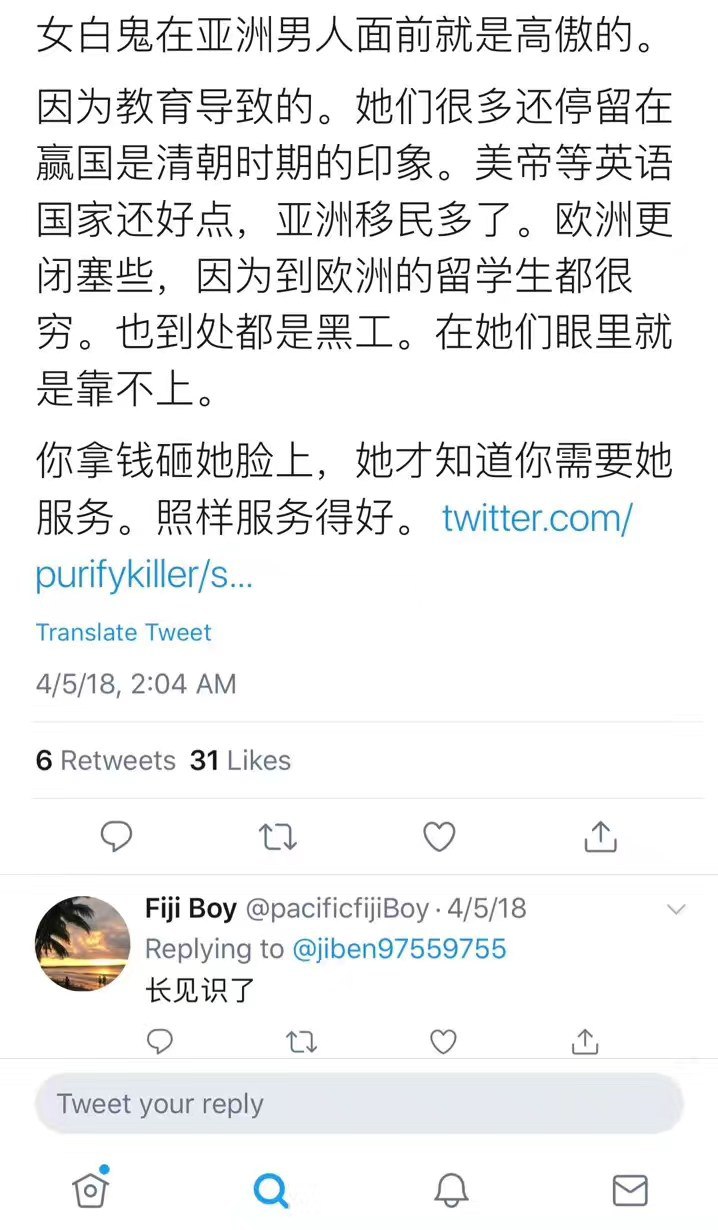 女白鬼在亚洲男人面前就是高傲的。
因为教育导致的。她们很多还停留在
赢国是清朝时期的印象。美帝等英语
国家还好点，亚洲移民多了。欧洲更
闭塞些，因为到欧洲的留学生都很
穷。也到处都是黑工。在她们眼里就
是靠不上。
你拿钱砸她脸上，她才知道你需要她
服务。照样服务得好。 twitter.com/
purifykiller/s...
Translate Tweet
4/5/18, 2:04 AM
6 Retweets 31 Likes
Fiji Boy @pacificfijiBoy · 4/5/18
Replying to @jiben97559755
长见识了
Tweet your reply